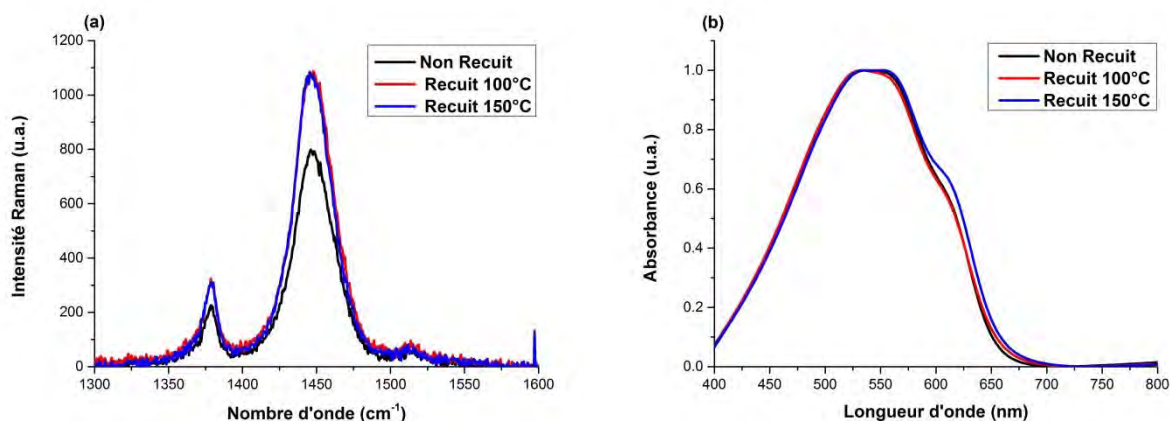 (a)
1200
1000
800
600
400
200
0
Intensité Raman (u.a.)
Non Recuit
Recuit 100°C
Recuit 150°C
1300 1350 1400 1450 1500 1550 1600
Nombre d'onde (cm⁻¹)
(b)
1.0
0.8
0.6
0.4
0.2
0.0
Absorbance (u.a.)
Non Recuit
Recuit 100°C
Recuit 150°C
400 450 500 550 600 650 700 750 800
Longueur d'onde (nm)